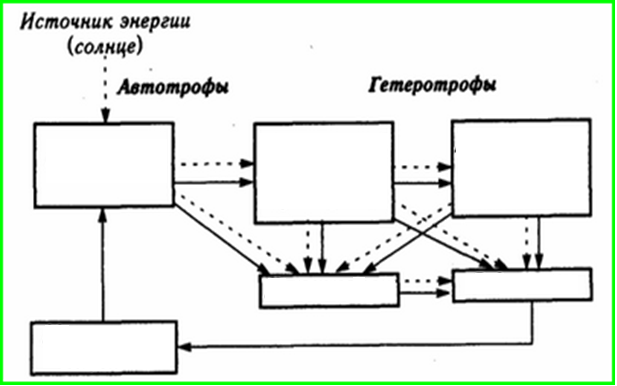 Источник энергии
(солнце)
Автотрофы
Гетеротрофы